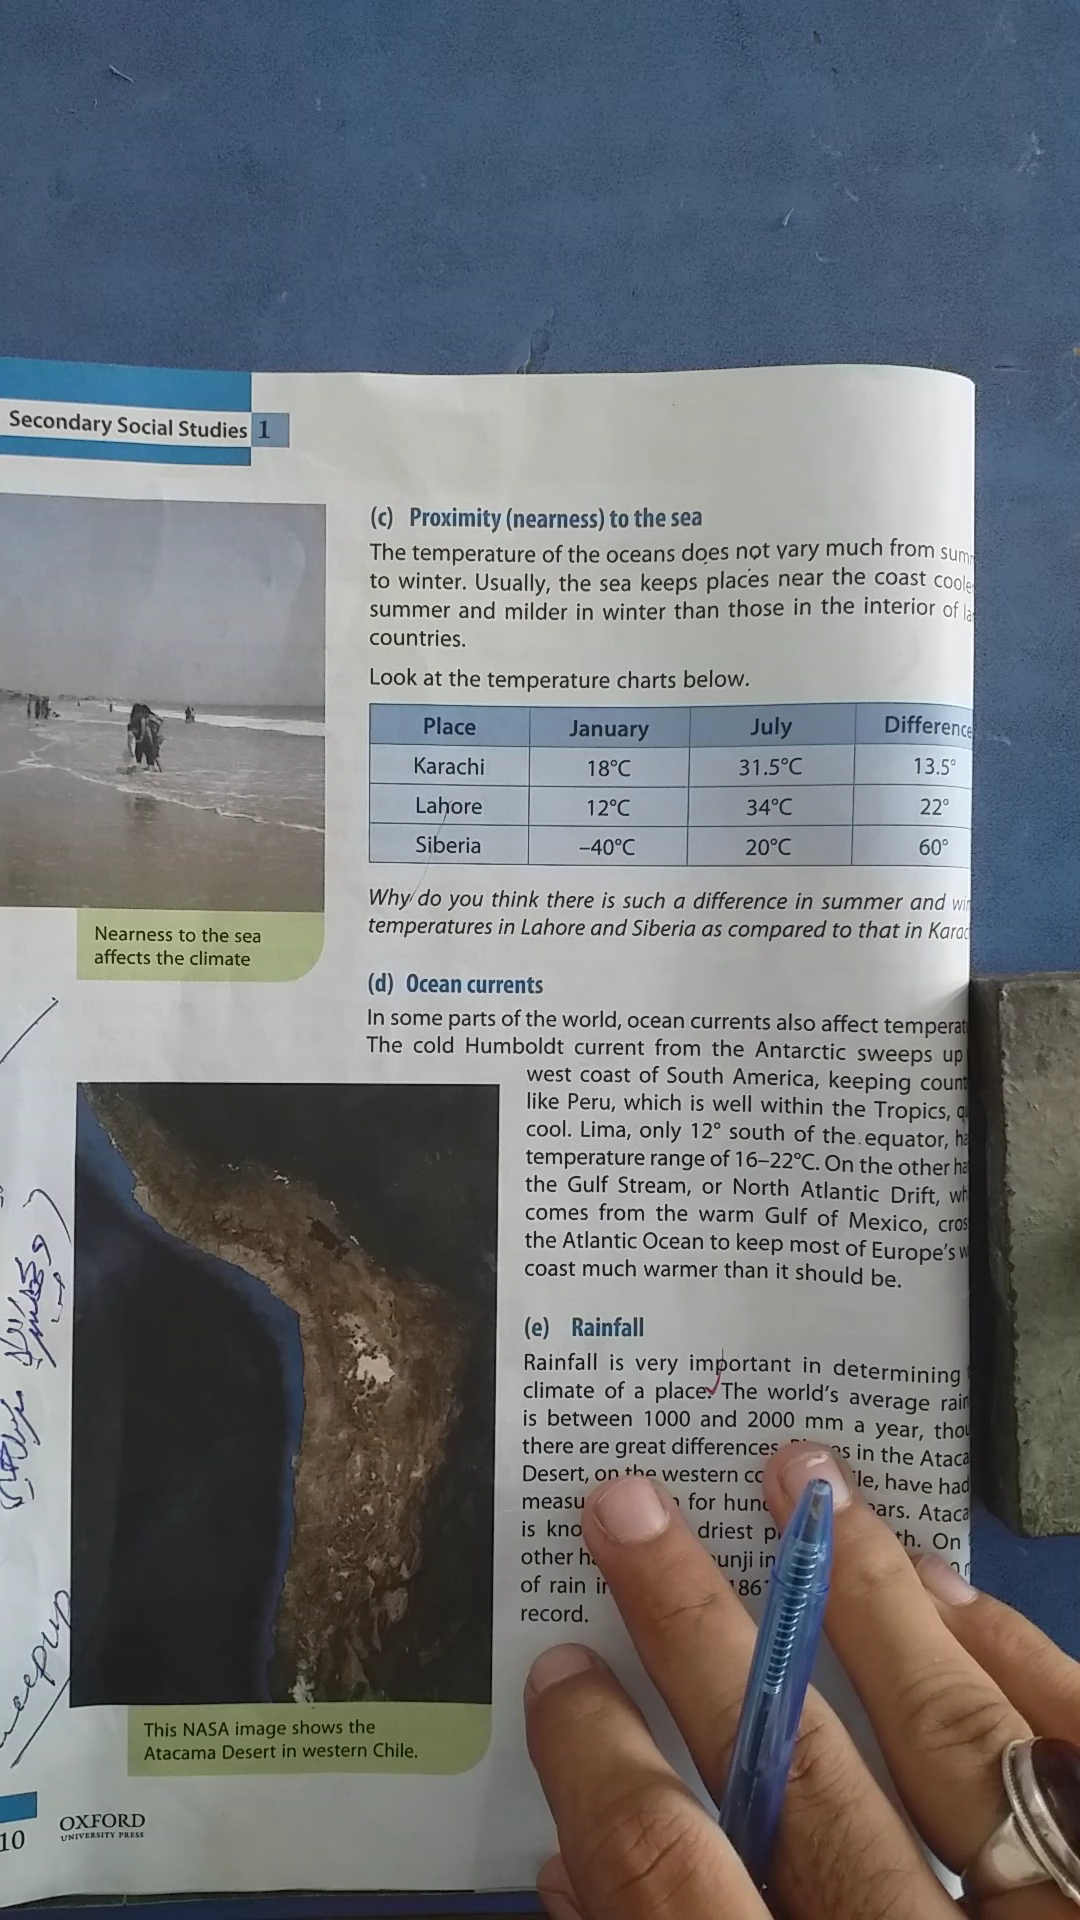 Secondary Social Studies 1
(c) Proximity (nearness) to the sea
The temperature of the oceans does not vary much from
to winter. Usually, the sea keeps places near the coast
summer and milder in winter than those in the interior of
countries.
Look at the temperature charts below.
Place January July Difference
Karachi 18°C 31.5°C 13.5°
Lahore 12°C 34°C 22°
Siberia –40°C 20°C 60°
Why do you think there is such a difference in summer and
temperatures in Lahore and Siberia as compared to that in
Nearness to the sea
affects the climate
(d) Ocean currents
In some parts of the world, ocean currents also affect
The cold Humboldt current from the Antarctic sweeps up
west coast of South America, keeping
like Peru, which is well within the Tropics,
cool. Lima, only 12° south of the equator,
temperature range of 16–22°C. On the other
the Gulf Stream, or North Atlantic Drift,
comes from the warm Gulf of Mexico,
the Atlantic Ocean to keep most of Europe's
coast much warmer than it should be.
(e) Rainfall
Rainfall is very important in determining
climate of a place. The world's average
is between 1000 and 2000 mm a year,
there are great differences. in the
Desert, on the western have had
for
is driest On
other in
of rain
record.
This NASA image shows the
Atacama Desert in western Chile.
10 OXFORD
UNIVERSITY PRESS